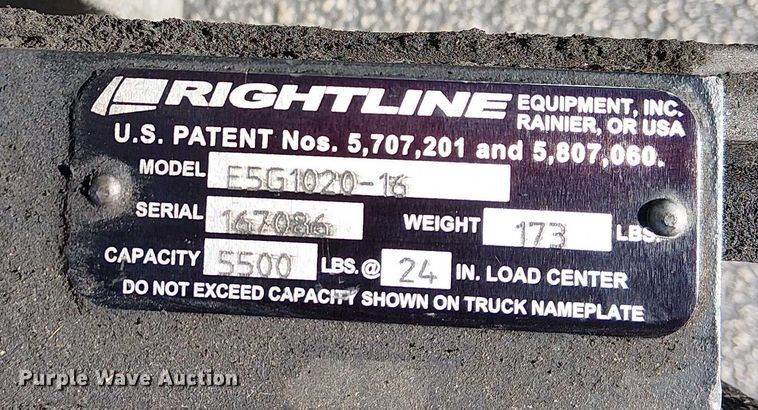 RIGHTLINE EQUIPMENT, INC.
RAINIER, OR USA
U.S. PATENT Nos. 5,707,201 and 5,807,060.
MODEL E5G1020-16
SERIAL 167086 WEIGHT 173 LBS.
CAPACITY 5500 LBS.@ 24 IN. LOAD CENTER
DO NOT EXCEED CAPACITY SHOWN ON TRUCK NAMEPLATE
Purple Wave Auction